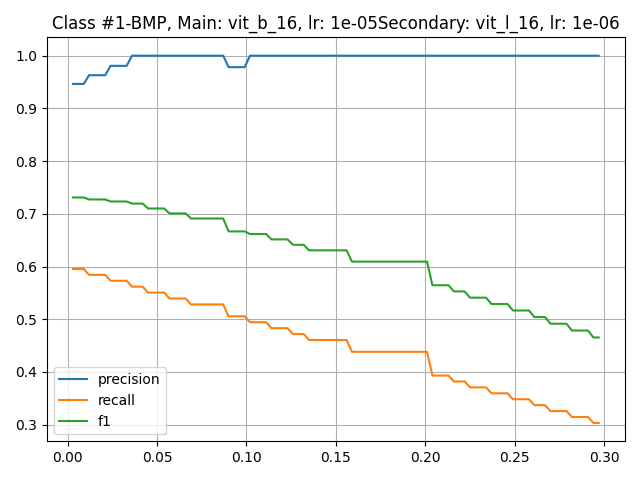 Class #1-BMP, Main: vit_b_16, lr: 1e-05Secondary: vit_l_16, lr: 1e-06
1.0
0.9
0.8
0.7
0.6
0.5
0.4
0.3
precision
recall
f1
0.00 0.05 0.10 0.15 0.20 0.25 0.30